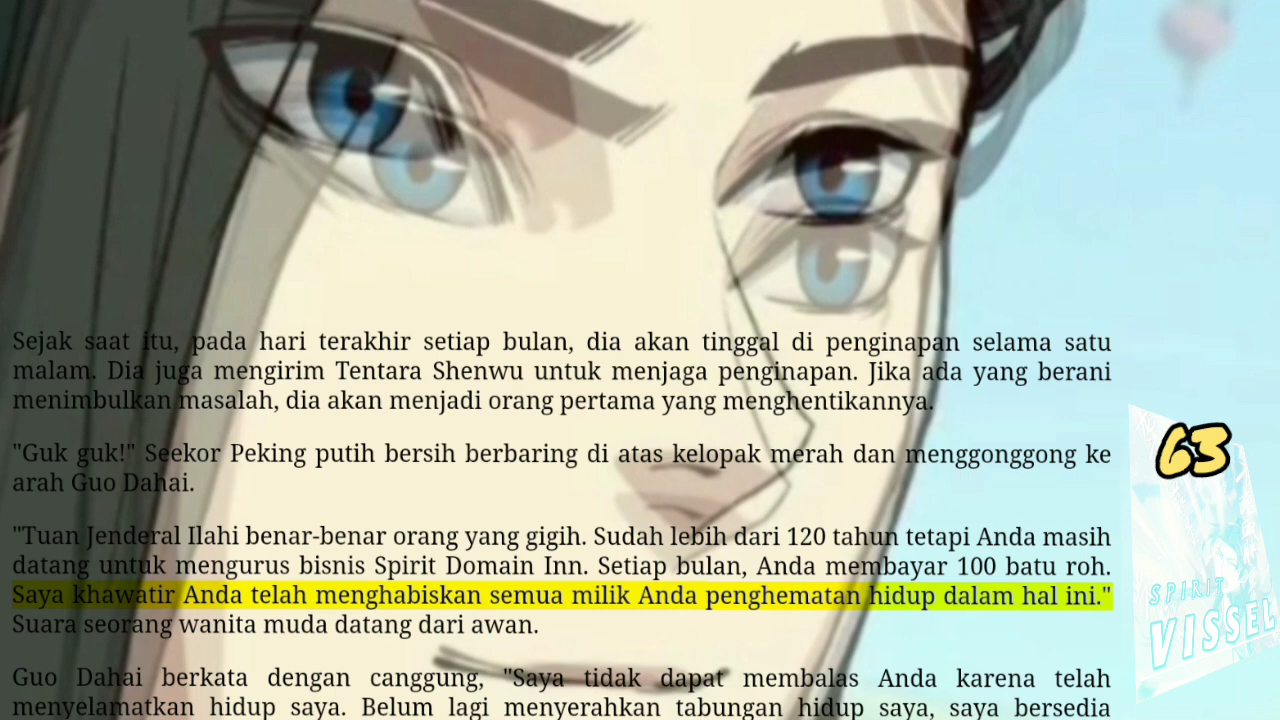 Sejak saat itu, pada hari terakhir setiap bulan, dia akan tinggal di penginapan selama satu
malam. Dia juga mengirim Tentara Shenwu untuk menjaga penginapan. Jika ada yang berani
menimbulkan masalah, dia akan menjadi orang pertama yang menghentikannya.
"Guk guk!" Seekor Peking putih bersih berbaring di atas kelopak merah dan menggonggong ke
arah Guo Dahai.
"Tuan Jenderal Ilahi benar-benar orang yang gigih. Sudah lebih dari 120 tahun tetapi Anda masih
datang untuk mengurus bisnis Spirit Domain Inn. Setiap bulan, Anda membayar 100 batu roh.
Saya khawatir Anda telah menghabiskan semua milik Anda penghematan hidup dalam hal ini."
Suara seorang wanita muda datang dari awan.
Guo Dahai berkata dengan canggung, "Saya tidak dapat membalas Anda karena telah
menyelamatkan hidup saya. Belum lagi menyerahkan tabungan hidup saya, saya bersedia
63
SPIRIT
VISSEL